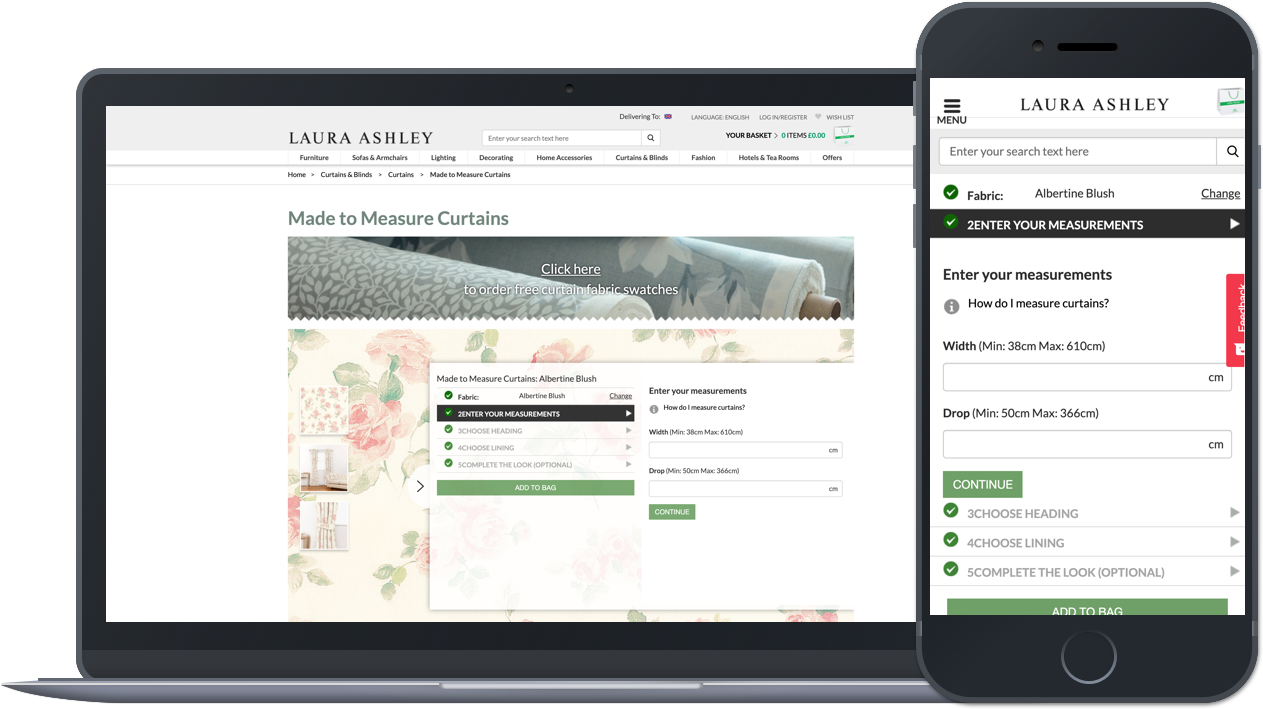 Delivering To:
LANGUAGE: ENGLISH
LOG IN/REGISTER
WISH LIST
LAURA ASHLEY
Enter your search text here
YOUR BASKET > 0 ITEMS £0.00
Furniture Sofas & Armchairs Lighting Decorating Home Accessories Curtains & Blinds Fashion Hotels & Tea Rooms Offers
Home > Curtains & Blinds > Curtains > Made to Measure Curtains
Made to Measure Curtains
Click here
to order free curtain fabric swatches
Made to Measure Curtains: Albertine Blush
Fabric: Albertine Blush Change
2ENTER YOUR MEASUREMENTS
3CHOOSE HEADING
4CHOOSE LINING
5COMPLETE THE LOOK (OPTIONAL)
ADD TO BAG
Enter your measurements
How do I measure curtains?
Width (Min: 38cm Max: 610cm)
cm
Drop (Min: 50cm Max: 366cm)
cm
CONTINUE
MENU
LAURA ASHLEY
Enter your search text here
Fabric: Albertine Blush Change
2ENTER YOUR MEASUREMENTS
Enter your measurements
How do I measure curtains?
Feedback
Width (Min: 38cm Max: 610cm)
cm
Drop (Min: 50cm Max: 366cm)
cm
CONTINUE
3CHOOSE HEADING
4CHOOSE LINING
5COMPLETE THE LOOK (OPTIONAL)
ADD TO BAG